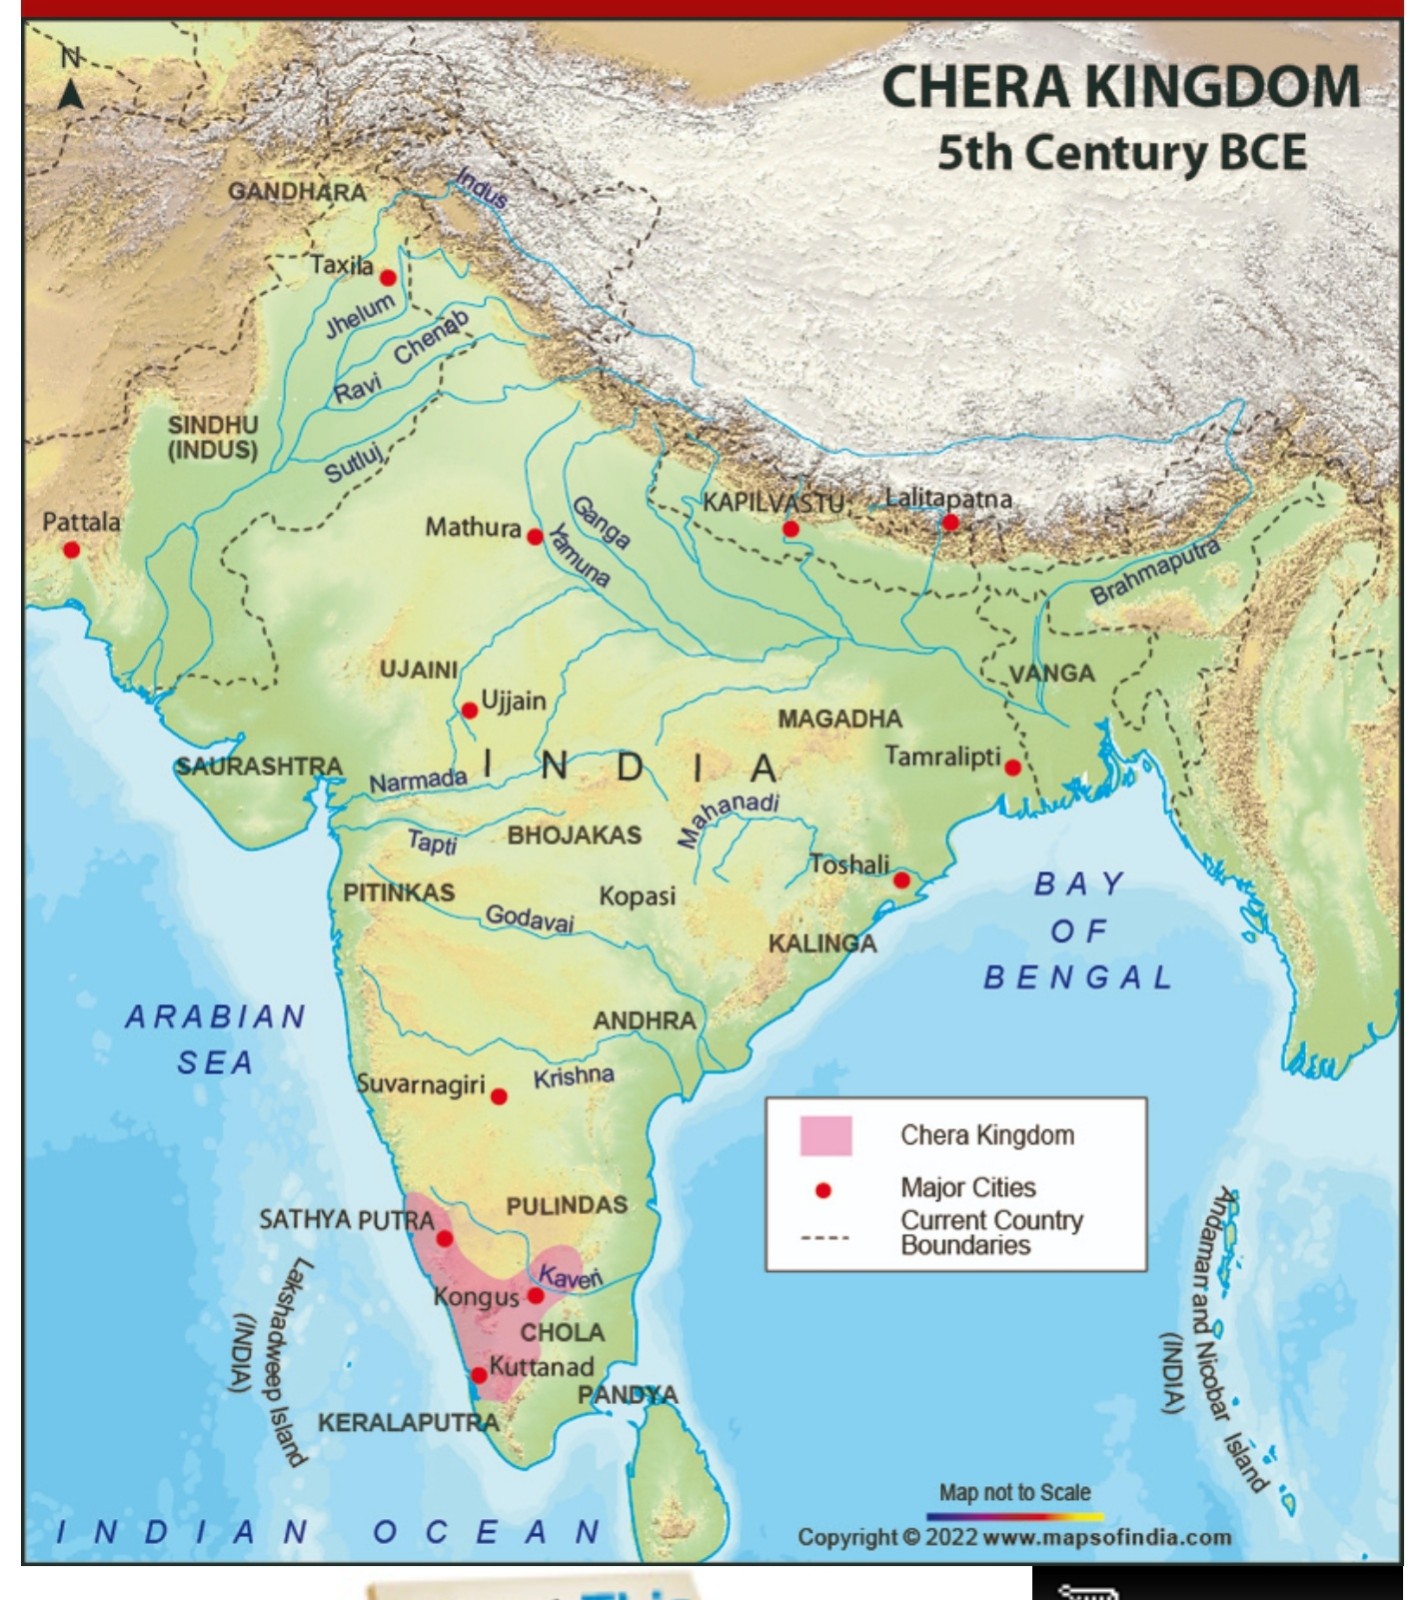 CHERA KINGDOM
5th Century BCE
N
Indus
GANDHARA
Taxila
Jhelum
Chenab
Ravi
SINDHU
(INDUS)
Sutluj
Pattala
Mathura
Ganga
Yamuna
KAPILVASTU
Lalitapatna
Brahmaputra
UJAINI
Ujjain
VANGA
MAGADHA
Tamralipti
SAURASHTRA
INDIA
Narmada
Mahanadi
Tapti
BHOJAKAS
Toshali
PITINKAS
Kopasi
Godavai
KALINGA
BAY
OF
BENGAL
ARABIAN
SEA
ANDHRA
Suvarnagiri
Krishna
Chera Kingdom
Major Cities
Current Country
Boundaries
SATHYA PUTRA
PULINDAS
Kaveri
Kongus
CHOLA
Kuttanad
PANDYA
KERALAPUTRA
Lakshadweep Island
(INDIA)
Andaman and Nicobar Island
(INDIA)
Map not to Scale
INDIAN OCEAN
Copyright © 2022 www.mapsofindia.com